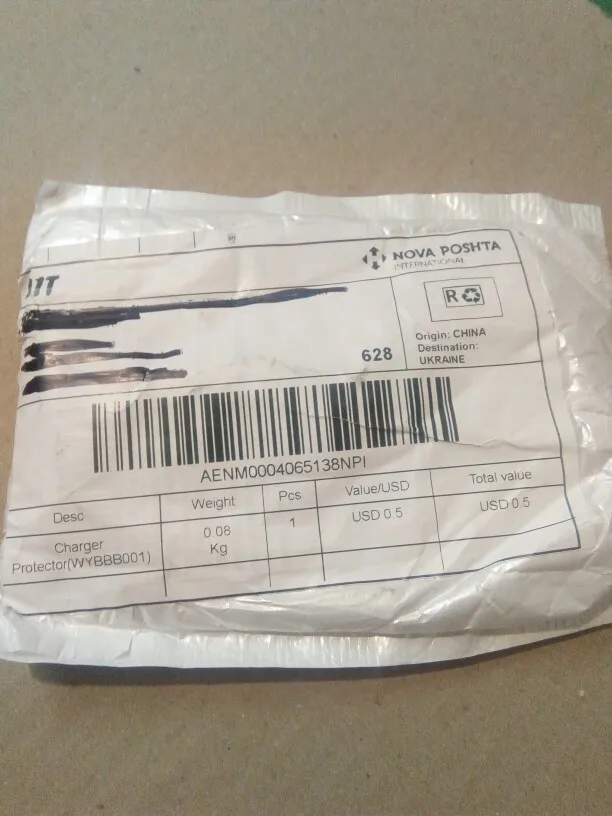 NOVA POSHTA
INTERNATIONAL
R
Origin: CHINA
Destination:
UKRAINE
628
AENM0004065138NPI
Desc Weight Pcs Value/USD Total value
Charger
Protector(WYBBB001) 0.08
Kg 1 USD 0.5 USD 0.5